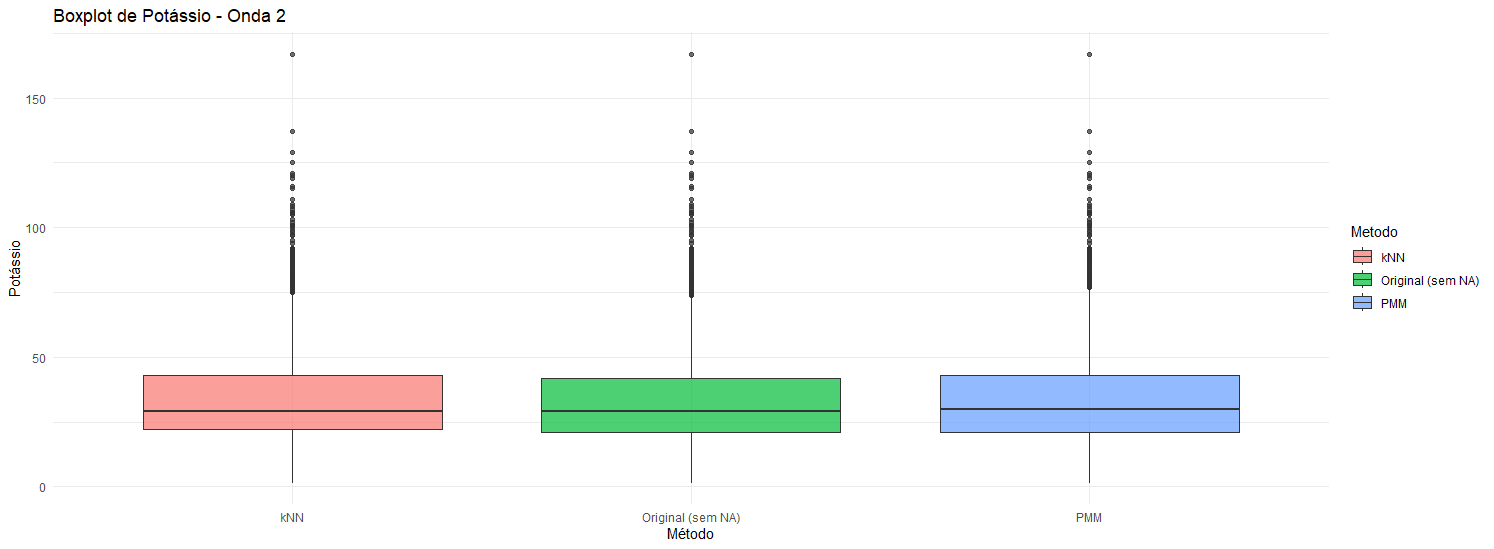 Boxplot de Potássio - Onda 2
Potássio
150
100
50
0
kNN
Original (sem NA)
PMM
Método
Metodo
kNN
Original (sem NA)
PMM